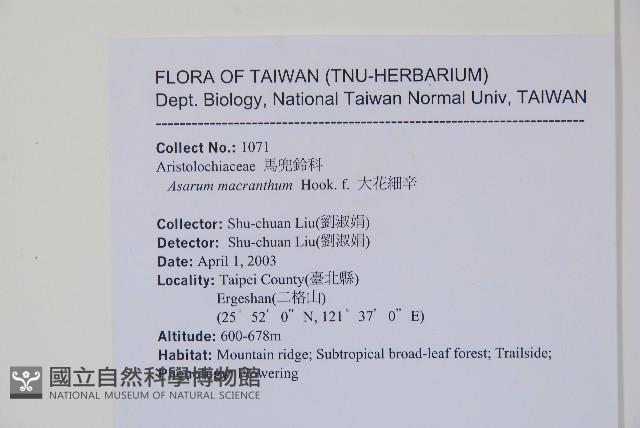 FLORA OF TAIWAN (TNU-HERBARIUM)
Dept. Biology, National Taiwan Normal Univ, TAIWAN
--------------------------------------------------------------------------------
Collect No.: 1071
Aristolochiaceae 馬兜鈴科
Asarum macranthum Hook. f. 大花細辛
Collector: Shu-chuan Liu(劉淑娟)
Detector: Shu-chuan Liu(劉淑娟)
Date: April 1, 2003
Locality: Taipei County(臺北縣)
Ergeshan(二格山)
(25° 52' 0" N, 121° 37' 0" E)
Altitude: 600-678m
Habitat: Mountain ridge; Subtropical broad-leaf forest; Trailside;
Phenology: Flowering
國立自然科學博物館
NATIONAL MUSEUM OF NATURAL SCIENCE